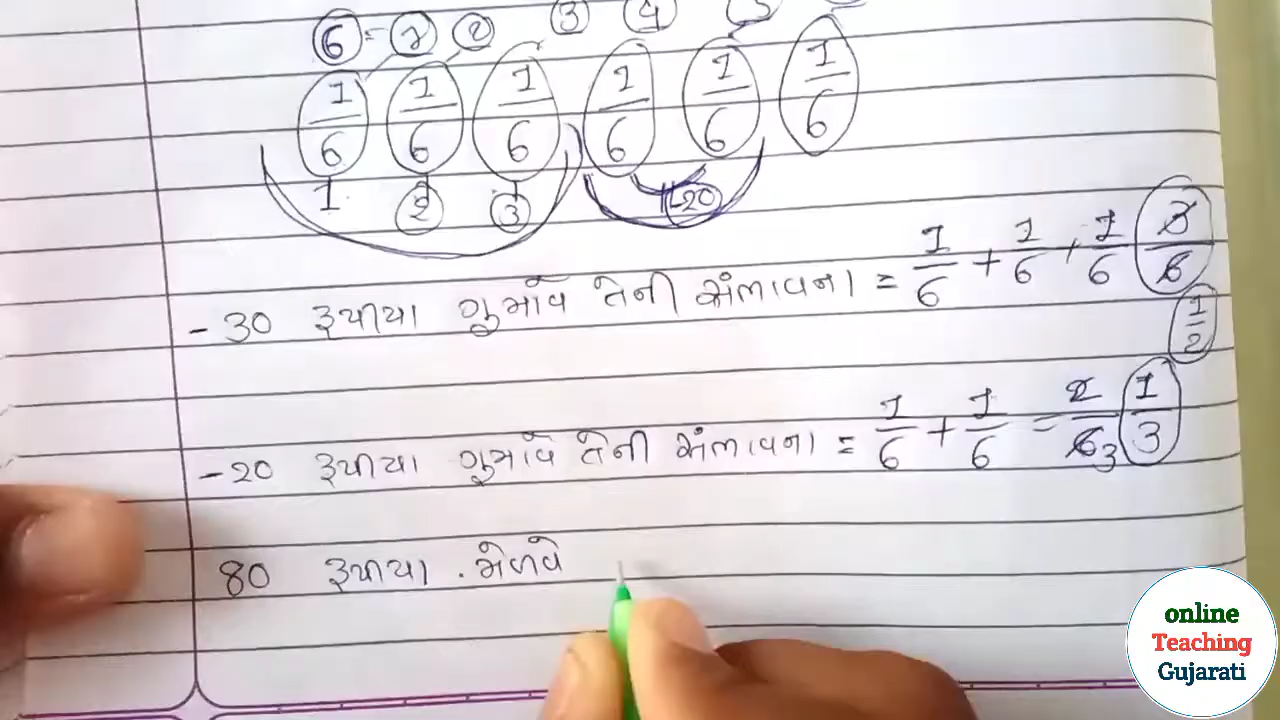 6 = 1 2 3 4 5
1/6 1/6 1/6 1/6 1/6 1/6
1 2 3 -20
-30 રૂપીયા ગુમાવે તેની સંભાવના = 1/6 + 1/6 + 1/6 3/6
1/2
-20 રૂપીયા ગુમાવે તેની સંભાવના = 1/6 + 1/6 = 2/6 3 1/3
80 રૂપીયા . મેળવે
online
Teaching
Gujarati